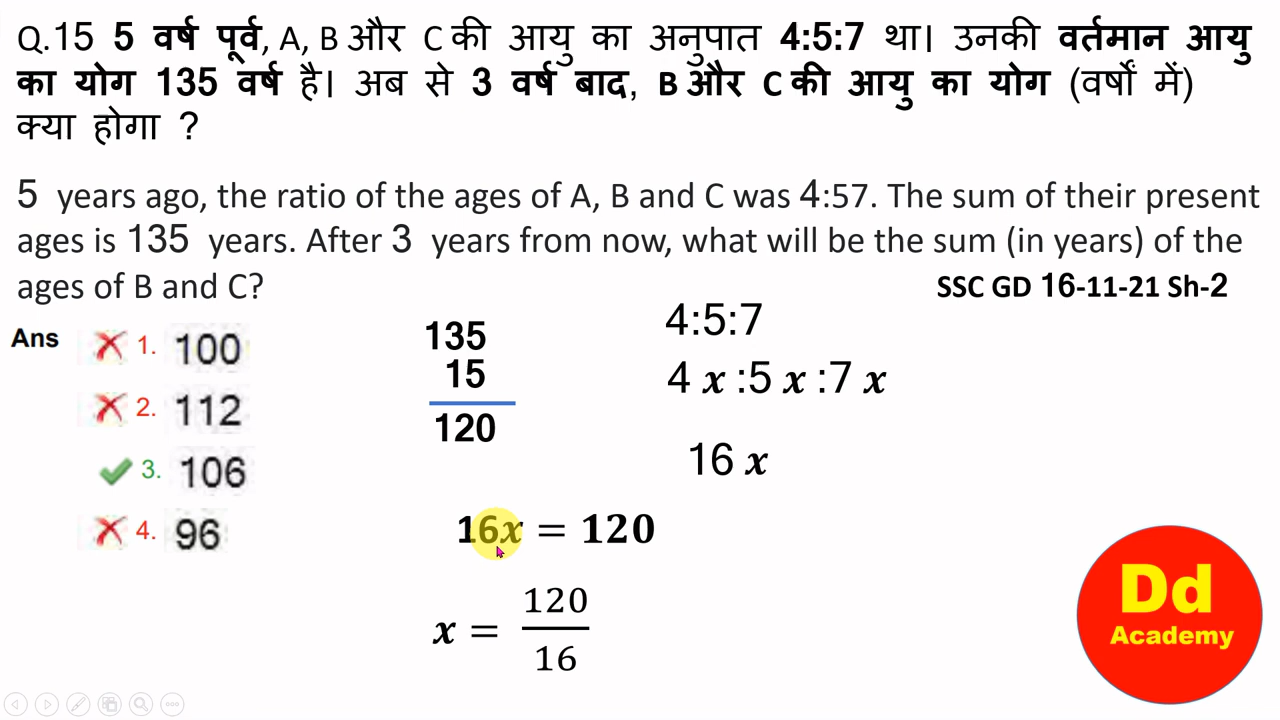 Q.15 5 वर्ष पूर्व, A, B और C की आयु का अनुपात 4:5:7 था। उनकी वर्तमान आयु
का योग 135 वर्ष है। अब से 3 वर्ष बाद, B और C की आयु का योग (वर्षों में)
क्या होगा ?
5 years ago, the ratio of the ages of A, B and C was 4:57. The sum of their present
ages is 135 years. After 3 years from now, what will be the sum (in years) of the
ages of B and C?
SSC GD 16-11-21 Sh-2
Ans
1. 100
2. 112
3. 106
4. 96
135
15
120
4:5:7
4 x :5 x :7 x
16 x
16x = 120
x = 120/16
Dd
Academy